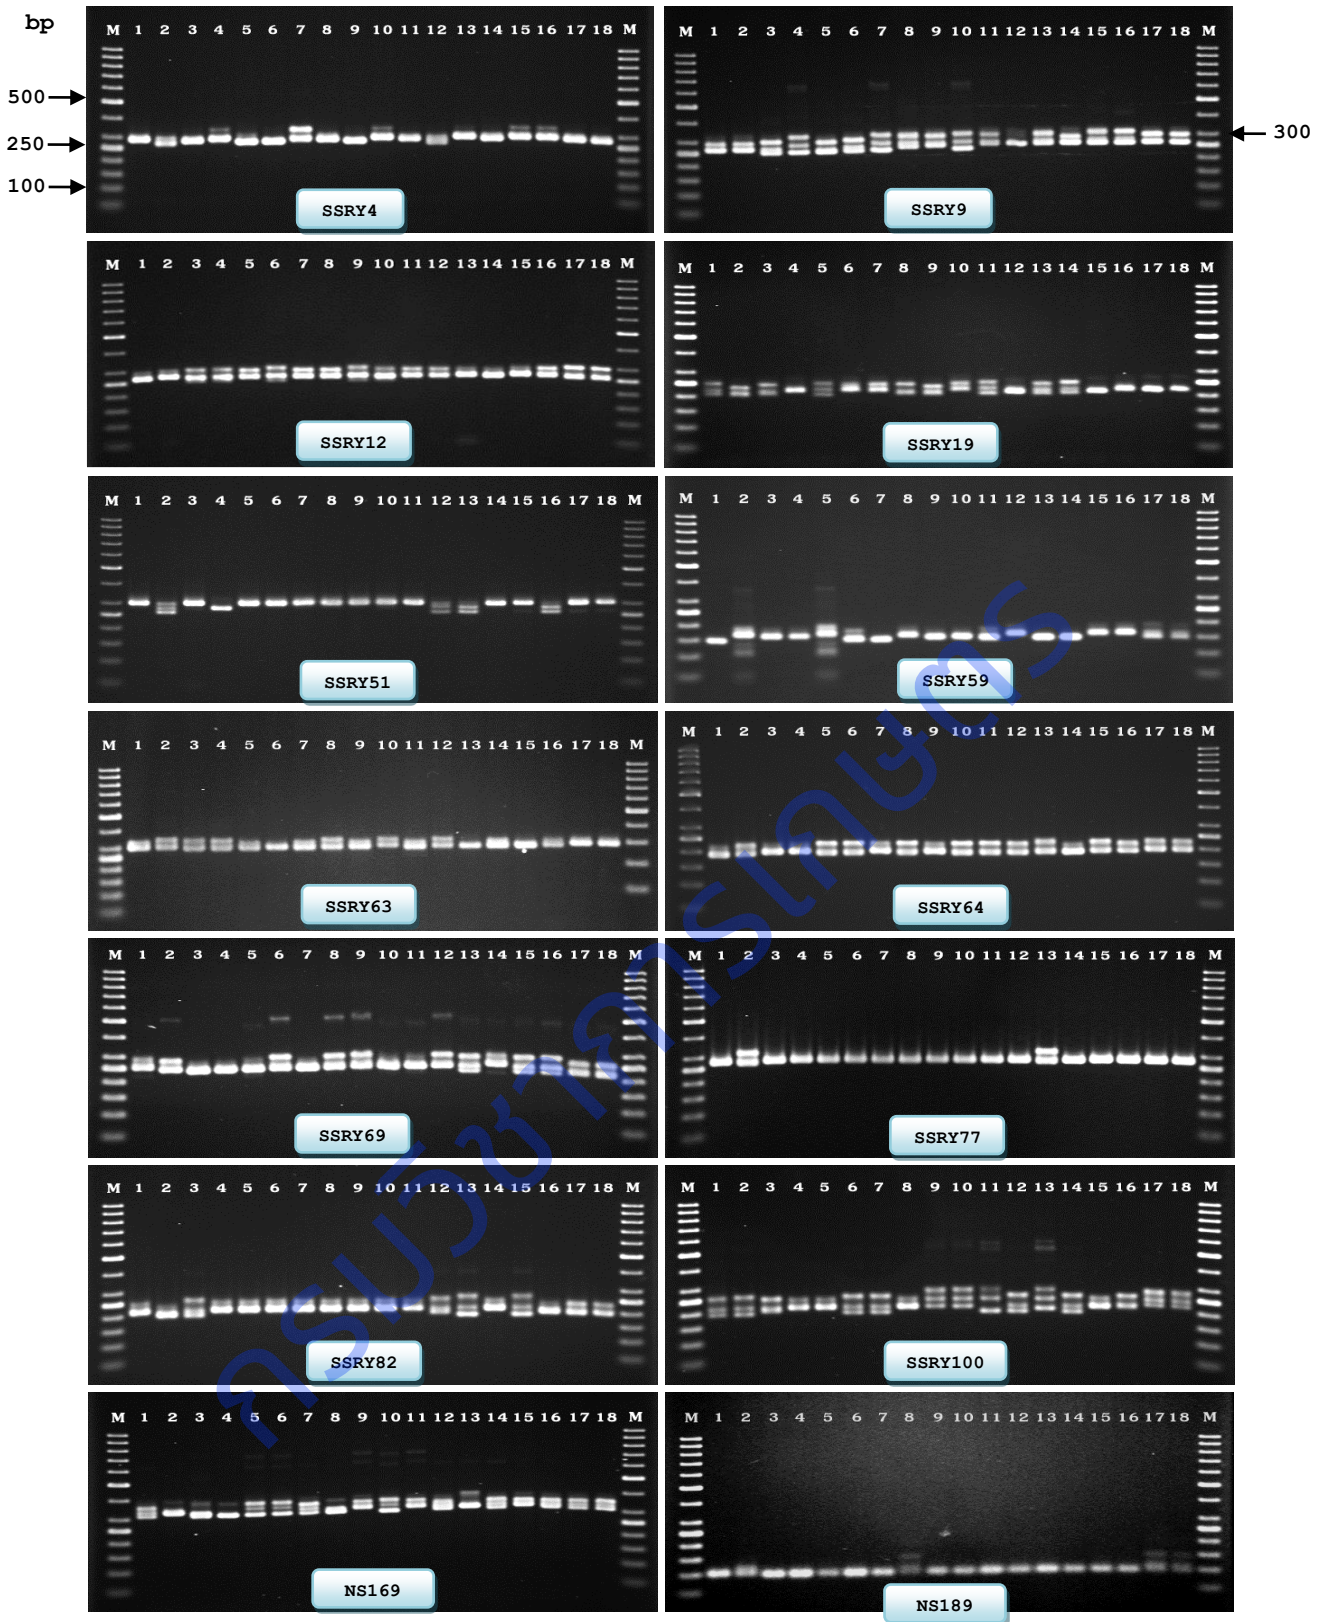 bp
M 1 2 3 4 5 6 7 8 9 10 11 12 13 14 15 16 17 18 M
500
250
100
SSRY4
M 1 2 3 4 5 6 7 8 9 10 11 12 13 14 15 16 17 18 M
300
SSRY9
M 1 2 3 4 5 6 7 8 9 10 11 12 13 14 15 16 17 18 M
SSRY12
M 1 2 3 4 5 6 7 8 9 10 11 12 13 14 15 16 17 18 M
SSRY19
M 1 2 3 4 5 6 7 8 9 10 11 12 13 14 15 16 17 18 M
SSRY51
M 1 2 3 4 5 6 7 8 9 10 11 12 13 14 15 16 17 18 M
SSRY59
M 1 2 3 4 5 6 7 8 9 10 11 12 13 14 15 16 17 18 M
SSRY63
M 1 2 3 4 5 6 7 8 9 10 11 12 13 14 15 16 17 18 M
SSRY64
M 1 2 3 4 5 6 7 8 9 10 11 12 13 14 15 16 17 18 M
SSRY69
M 1 2 3 4 5 6 7 8 9 10 11 12 13 14 15 16 17 18 M
SSRY77
M 1 2 3 4 5 6 7 8 9 10 11 12 13 14 15 16 17 18 M
SSRY82
M 1 2 3 4 5 6 7 8 9 10 11 12 13 14 15 16 17 18 M
SSRY100
M 1 2 3 4 5 6 7 8 9 10 11 12 13 14 15 16 17 18 M
NS169
M 1 2 3 4 5 6 7 8 9 10 11 12 13 14 15 16 17 18 M
NS189
กรมวิชาการเกษตร